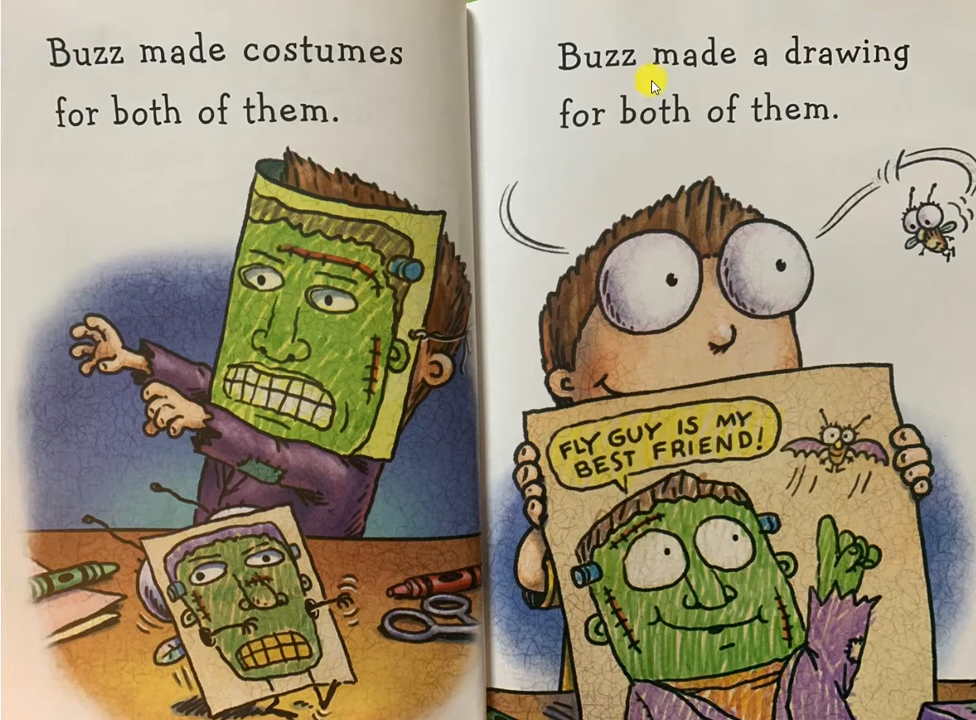 Buzz made costumes
for both of them.
Buzz made a drawing
for both of them.
FLY GUY IS MY
BEST FRIEND!